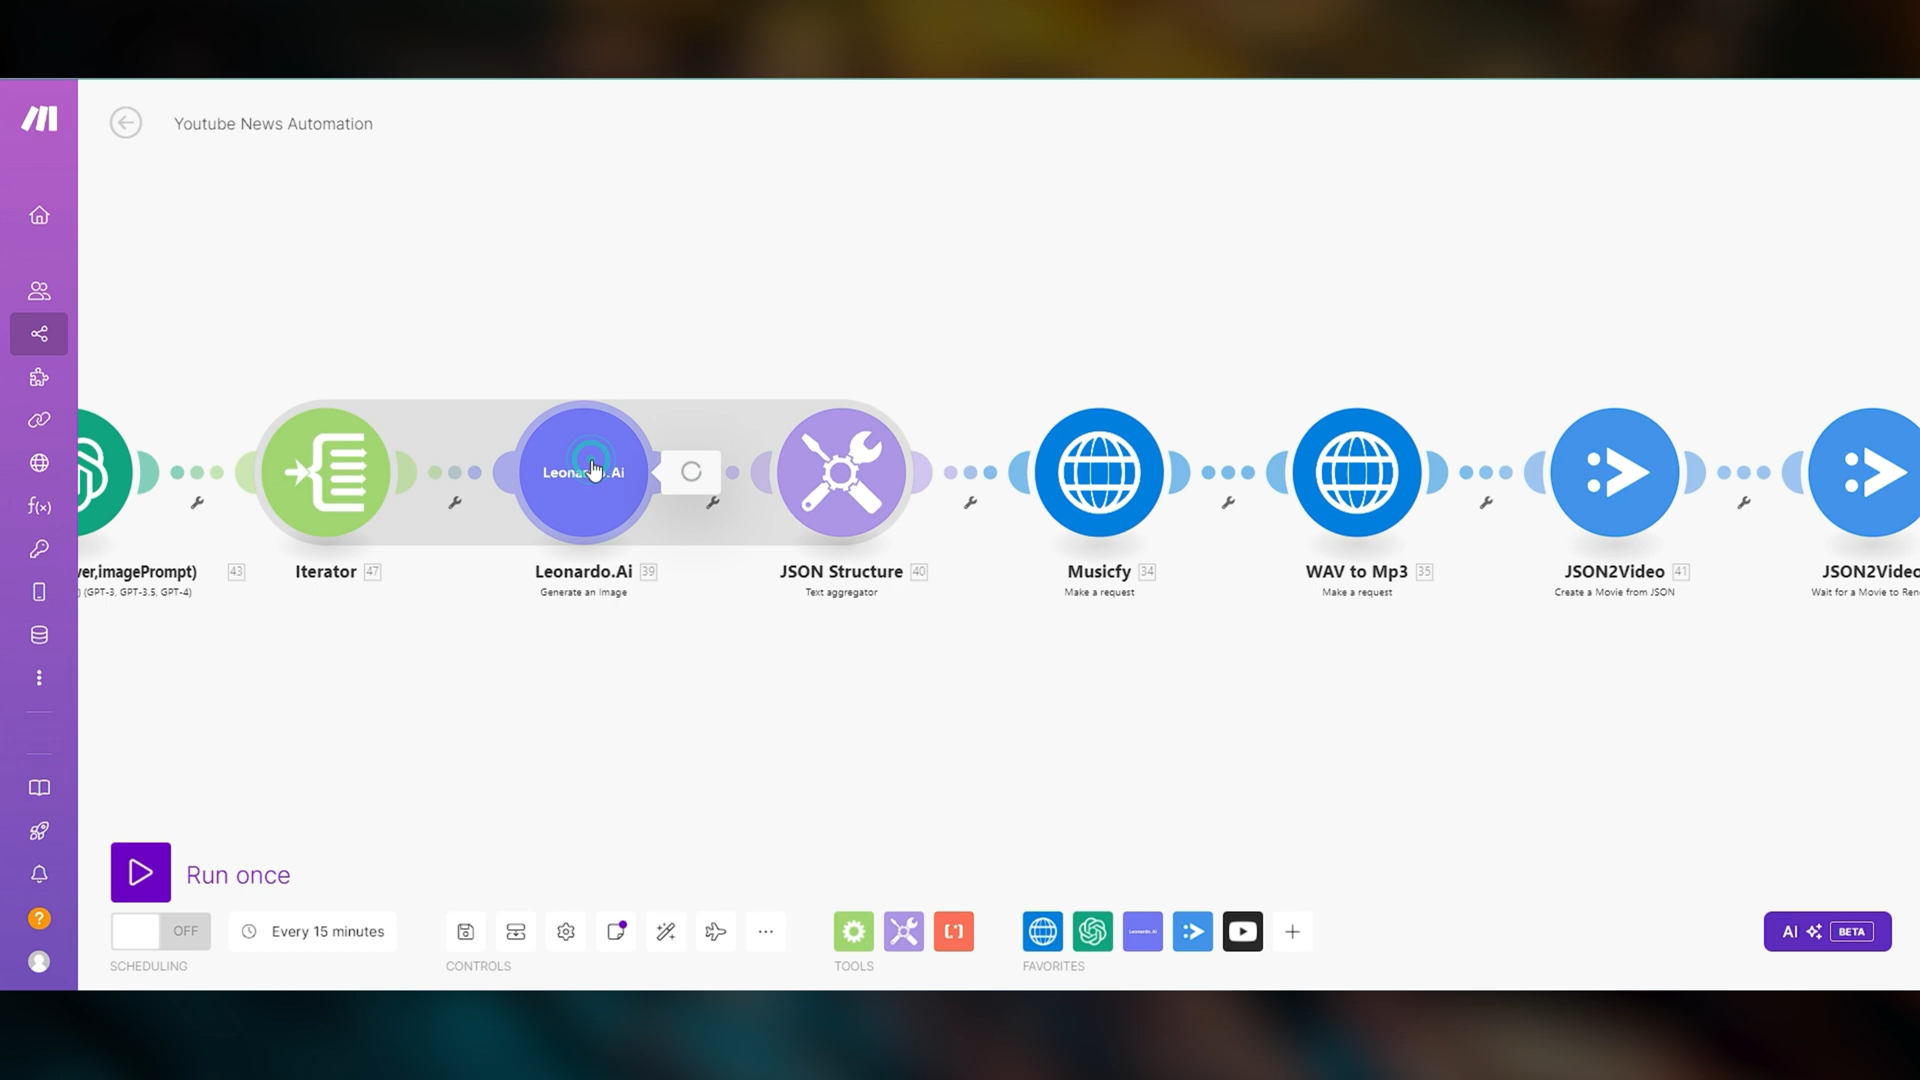 Youtube News Automation
Leonardo.Ai
ver,imagePrompt) 43
) (GPT-3, GPT-3.5, GPT-4)
Iterator 47
Leonardo.Ai 39
Generate an Image
JSON Structure 40
Text aggregator
Musicfy 34
Make a request
WAV to Mp3 35
Make a request
JSON2Video 41
Create a Movie from JSON
JSON2Video
Wait for a Movie to Ren
f(x)
Run once
OFF
Every 15 minutes
SCHEDULING
CONTROLS
TOOLS
Leonardo.Ai
FAVORITES
AI BETA
?